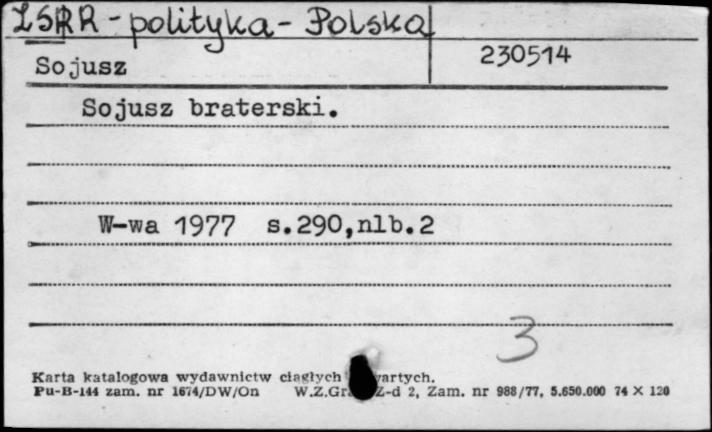 ZSRR - polityka - Polska
Sojusz 230514
Sojusz braterski.
W-wa 1977 s.290,nlb.2
3
Karta katalogowa wydawnictw ciągłych
Pu-B-144 zam. nr 1674/DW/On W.Z.Gr. Z-d 2, Zam. nr 988/77, 5.650.000 74 X 120